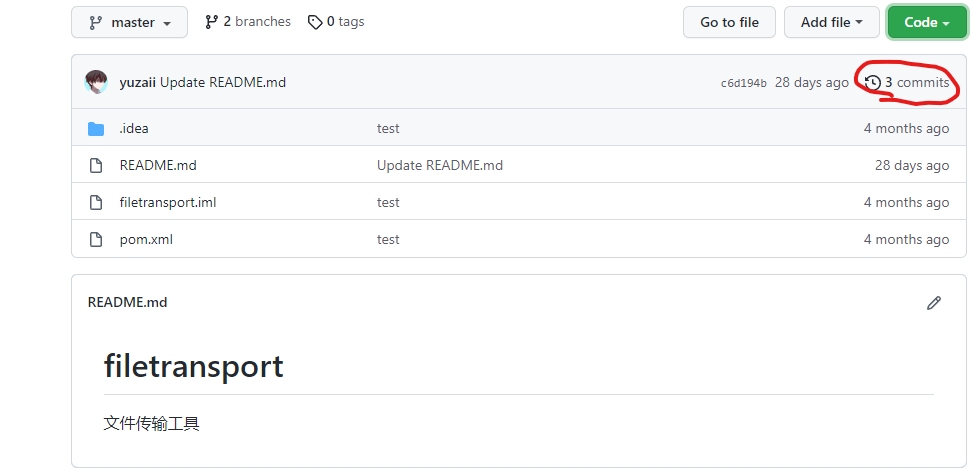 master 2 branches 0 tags Go to file Add file Code
yuzaii Update README.md c6d194b 28 days ago 3 commits
.idea test 4 months ago
README.md Update README.md 28 days ago
filetransport.iml test 4 months ago
pom.xml test 4 months ago
README.md
filetransport
文件传输工具